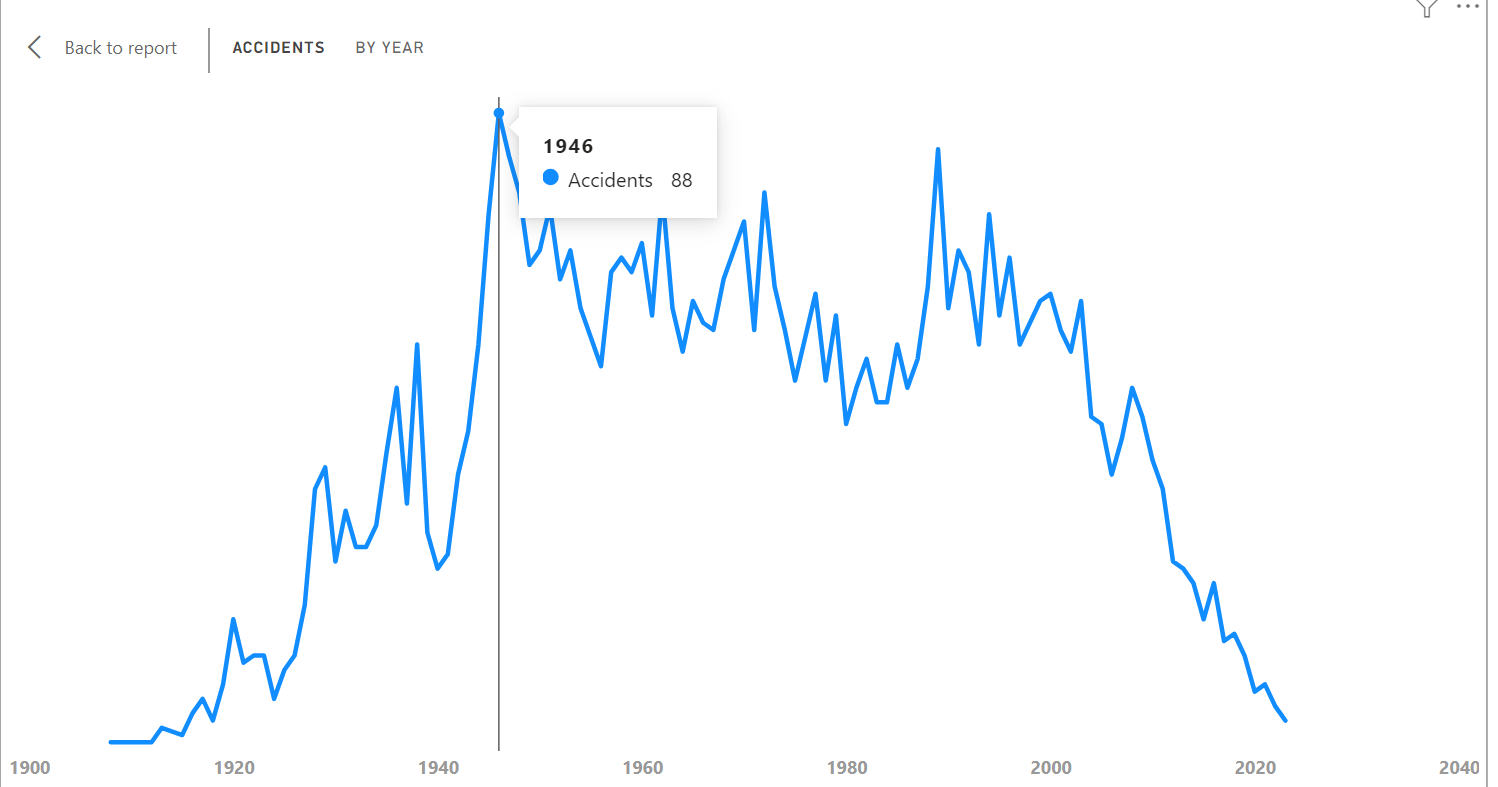 Back to report ACCIDENTS BY YEAR
1946
Accidents 88
1900 1920 1940 1960 1980 2000 2020 2040